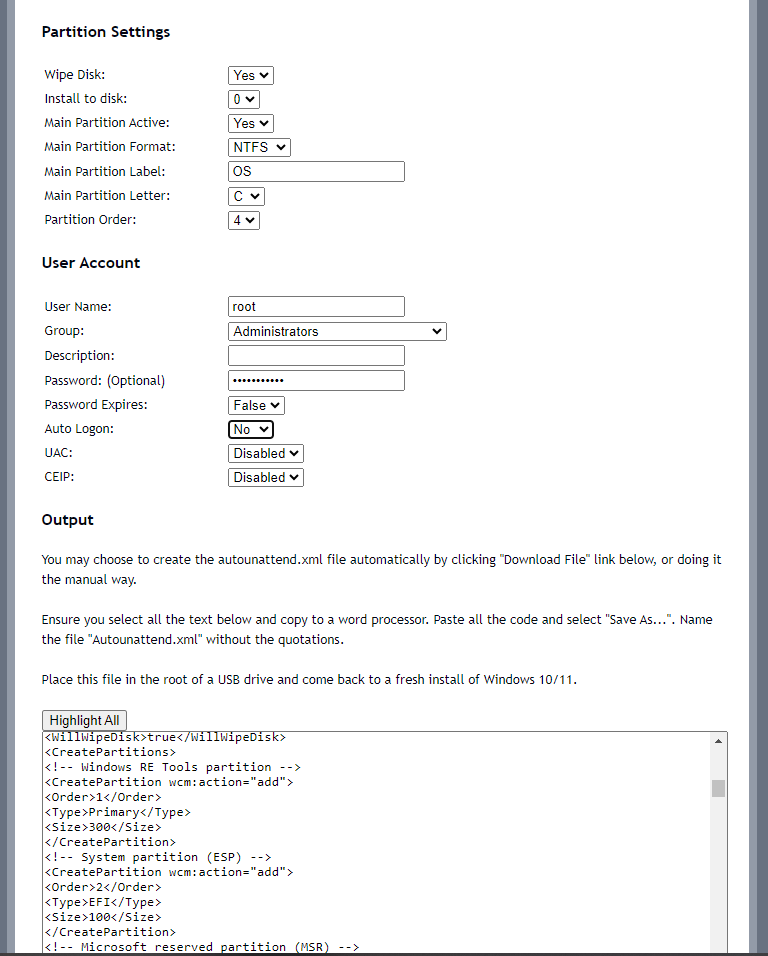 Partition Settings
Wipe Disk: Yes
Install to disk: 0
Main Partition Active: Yes
Main Partition Format: NTFS
Main Partition Label: OS
Main Partition Letter: C
Partition Order: 4
User Account
User Name: root
Group: Administrators
Description:
Password: (Optional) •••••••••••
Password Expires: False
Auto Logon: No
UAC: Disabled
CEIP: Disabled
Output
You may choose to create the autounattend.xml file automatically by clicking "Download File" link below, or doing it
the manual way.
Ensure you select all the text below and copy to a word processor. Paste all the code and select "Save As...". Name
the file "Autounattend.xml" without the quotations.
Place this file in the root of a USB drive and come back to a fresh install of Windows 10/11.
Highlight All
<WillWipeDisk>true</WillWipeDisk>
<CreatePartitions>
<!-- Windows RE Tools partition -->
<CreatePartition wcm:action="add">
<Order>1</Order>
<Type>Primary</Type>
<Size>300</Size>
</CreatePartition>
<!-- System partition (ESP) -->
<CreatePartition wcm:action="add">
<Order>2</Order>
<Type>EFI</Type>
<Size>100</Size>
</CreatePartition>
<!-- Microsoft reserved partition (MSR) -->